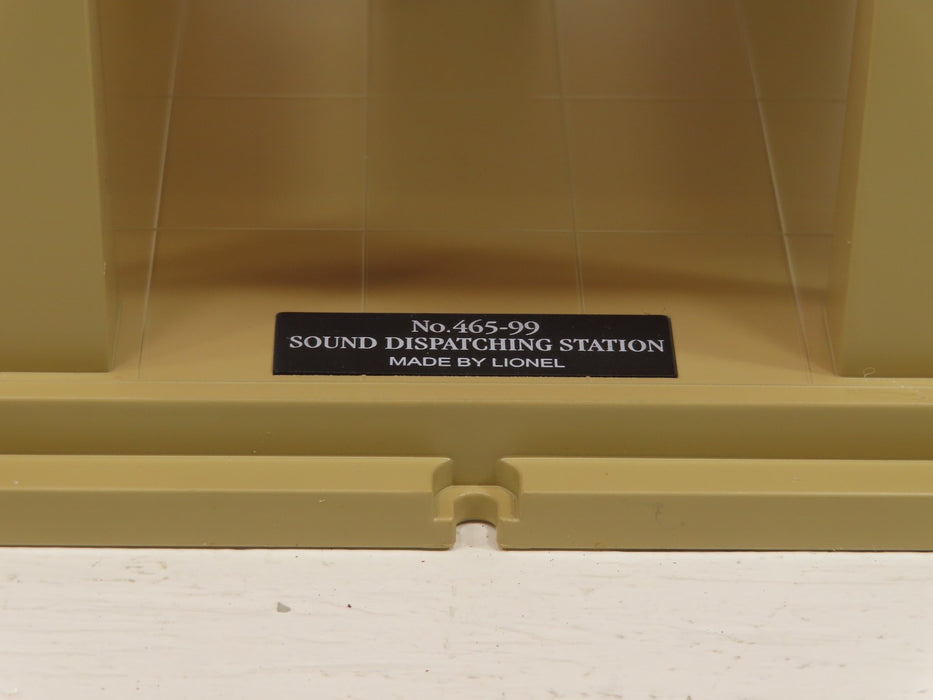 No.465-99
SOUND DISPATCHING STATION
MADE BY LIONEL